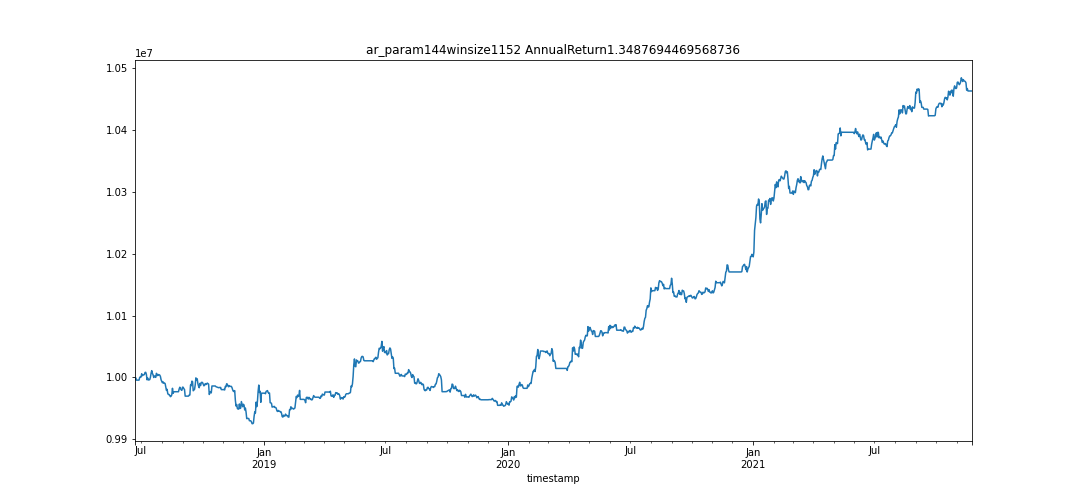 ar_param144winsize1152 AnnualReturn1.3487694469568736
1e7
1.05
1.04
1.03
1.02
1.01
1.00
0.99
Jul Jan Jul Jan Jul Jan Jul
2019 2020 2021
timestamp